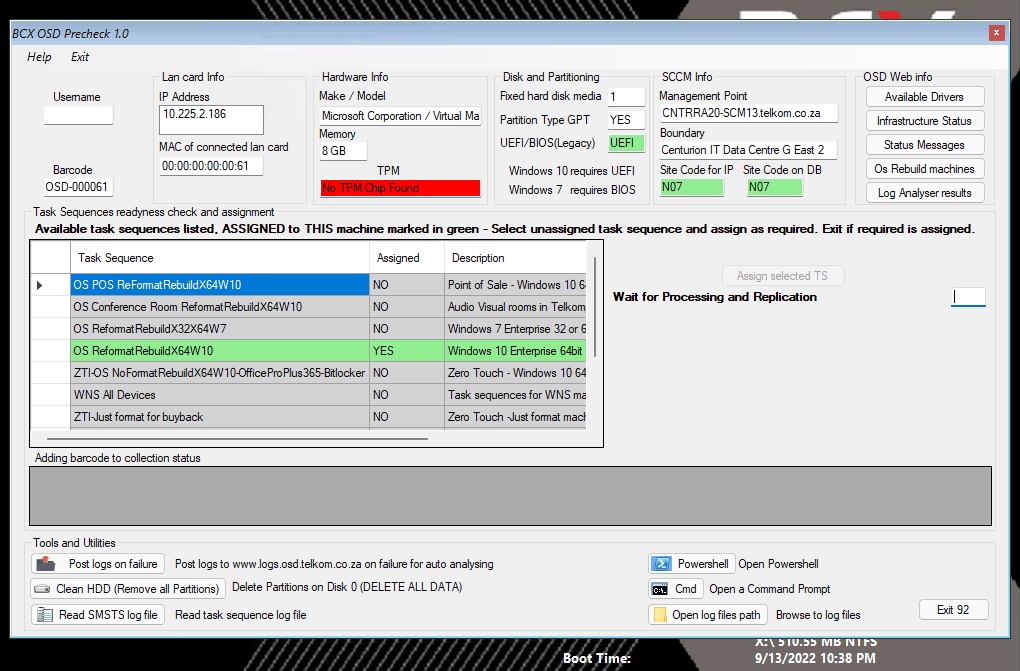 BCX OSD Precheck 1.0
Help Exit
Username
Barcode
OSD-000061
Lan card Info
IP Address
10.225.2.186
MAC of connected lan card
00:00:00:00:00:61
Hardware Info
Make / Model
Microsoft Corporation / Virtual Ma
Memory
8 GB
TPM
No TPM Chip Found
Disk and Partitioning
Fixed hard disk media 1
Partition Type GPT YES
UEFI/BIOS(Legacy) UEFI
Windows 10 requires UEFI
Windows 7 requires BIOS
SCCM Info
Management Point
CNTRRA20-SCM13.telkom.co.za
Boundary
Centurion IT Data Centre G East 2
Site Code for IP Site Code on DB
N07 N07
OSD Web info
Available Drivers
Infrastructure Status
Status Messages
Os Rebuild machines
Log Analyser results
Task Sequences readyness check and assignment
Available task sequences listed, ASSIGNED to THIS machine marked in green - Select unassigned task sequence and assign as required. Exit if required is assigned.
Task Sequence Assigned Description
OS POS ReFormatRebuildX64W10 NO Point of Sale - Windows 10 6
OS Conference Room ReformatRebuildX64W10 NO Audio Visual rooms in Telkom
OS ReformatRebuildX32X64W7 NO Windows 7 Enterprise 32 or 6
OS ReformatRebuildX64W10 YES Windows 10 Enterprise 64bit
ZTI-OS NoFormatRebuildX64W10-OfficeProPlus365-Bitlocker NO Zero Touch - Windows 10 64
WNS All Devices NO Task sequences for WNS ma
ZTI-Just format for buyback NO Zero Touch -Just format mach
Assign selected TS
Wait for Processing and Replication
Adding barcode to collection status
Tools and Utilities
Post logs on failure Post logs to www.logs.osd.telkom.co.za on failure for auto analysing
Clean HDD (Remove all Partitions) Delete Partitions on Disk 0 (DELETE ALL DATA)
Read SMSTS log file Read task sequence log file
Powershell Open Powershell
Cmd Open a Command Prompt
Open log files path Browse to log files
Exit 92
X:\ 510.55 MB NTFS
Boot Time: 9/13/2022 10:38 PM